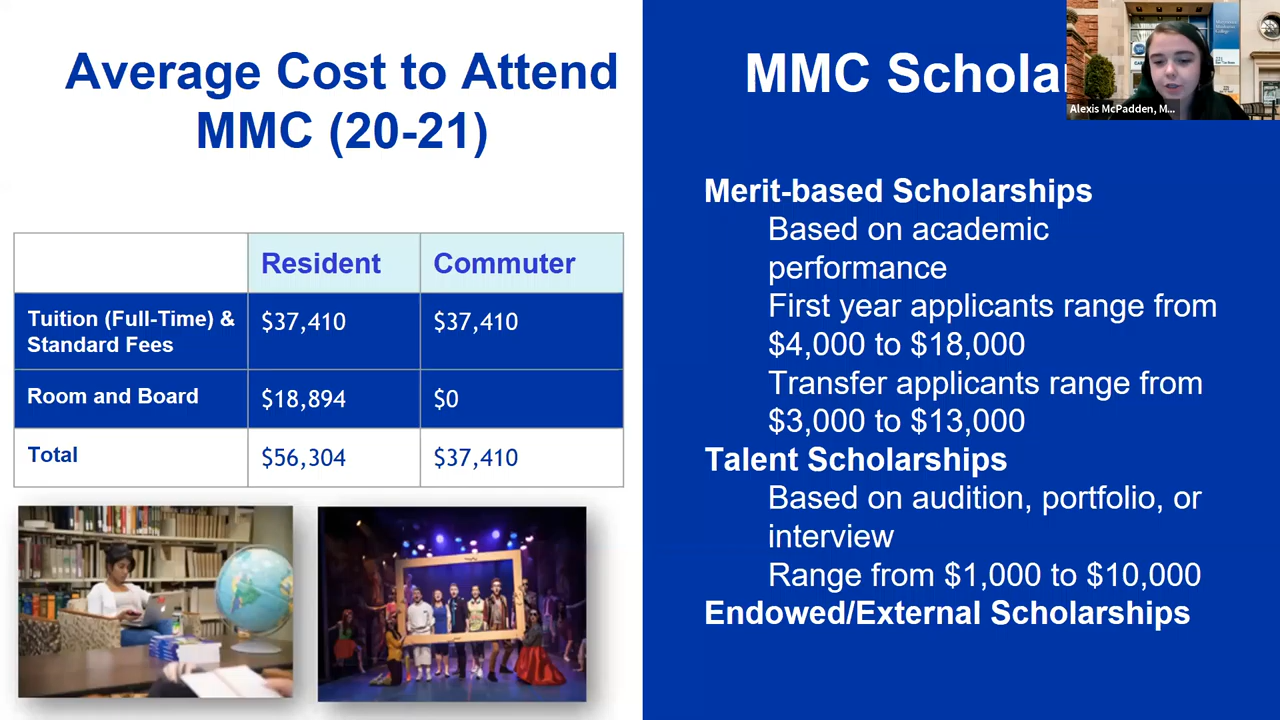 Average Cost to Attend
MMC (20-21)
Resident Commuter
Tuition (Full-Time) & $37,410 $37,410
Standard Fees
Room and Board $18,894 $0
Total $56,304 $37,410
MMC Schola
Alexis McPadden, M...
Merit-based Scholarships
Based on academic
performance
First year applicants range from
$4,000 to $18,000
Transfer applicants range from
$3,000 to $13,000
Talent Scholarships
Based on audition, portfolio, or
interview
Range from $1,000 to $10,000
Endowed/External Scholarships